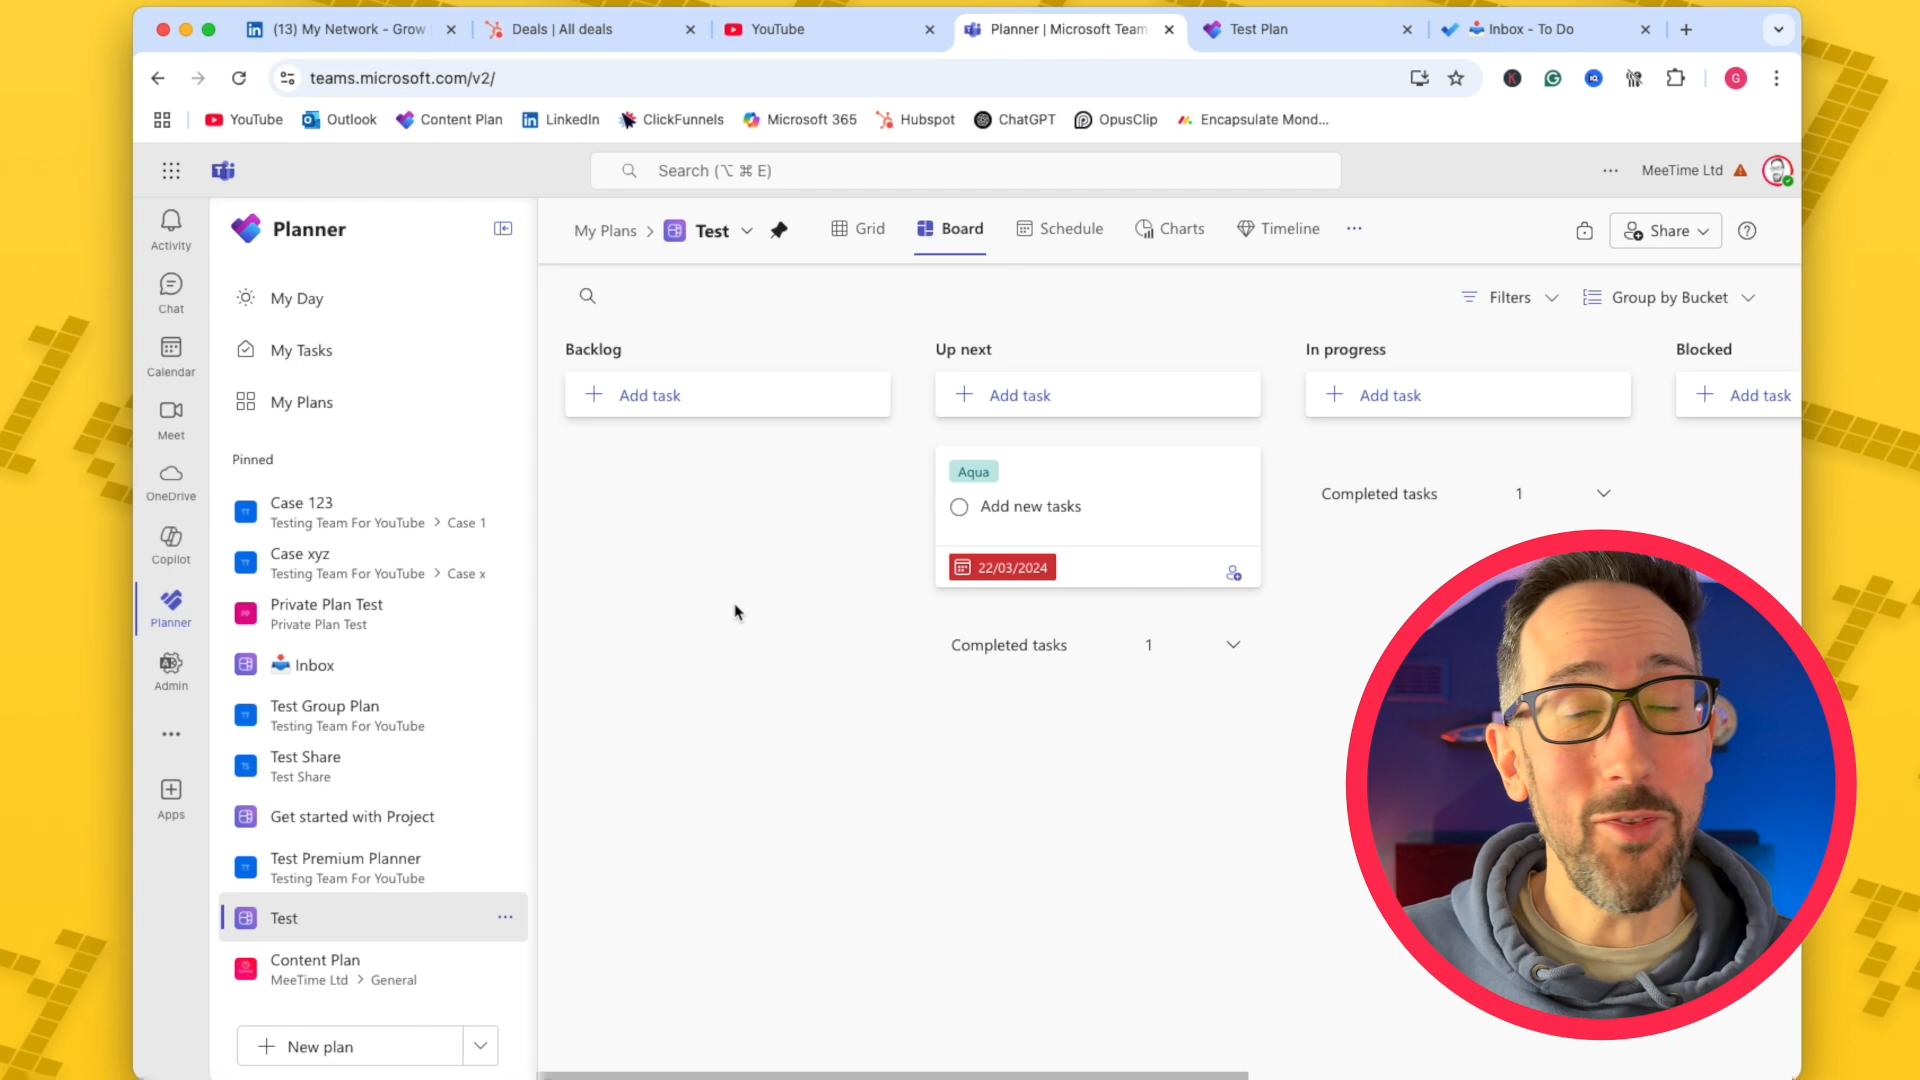 (13) My Network - Grow
Deals | All deals
YouTube
Planner | Microsoft Team
Test Plan
Inbox - To Do
teams.microsoft.com/v2/
G
YouTube
Outlook
Content Plan
LinkedIn
ClickFunnels
Microsoft 365
Hubspot
ChatGPT
OpusClip
Encapsulate Mond...
Search (⌥ ⌘ E)
MeeTime Ltd
Activity
Chat
Calendar
Meet
OneDrive
Copilot
Planner
Admin
Apps
Planner
My Day
My Tasks
My Plans
Pinned
Case 123
Testing Team For YouTube > Case 1
Case xyz
Testing Team For YouTube > Case x
Private Plan Test
Private Plan Test
Inbox
Test Group Plan
Testing Team For YouTube
Test Share
Test Share
Get started with Project
Test Premium Planner
Testing Team For YouTube
Test
Content Plan
MeeTime Ltd > General
New plan
My Plans > Test
Grid
Board
Schedule
Charts
Timeline
Share
Filters
Group by Bucket
Backlog
Up next
In progress
Blocked
Add task
Add task
Add task
Add task
Aqua
Add new tasks
22/03/2024
Completed tasks 1
Completed tasks 1